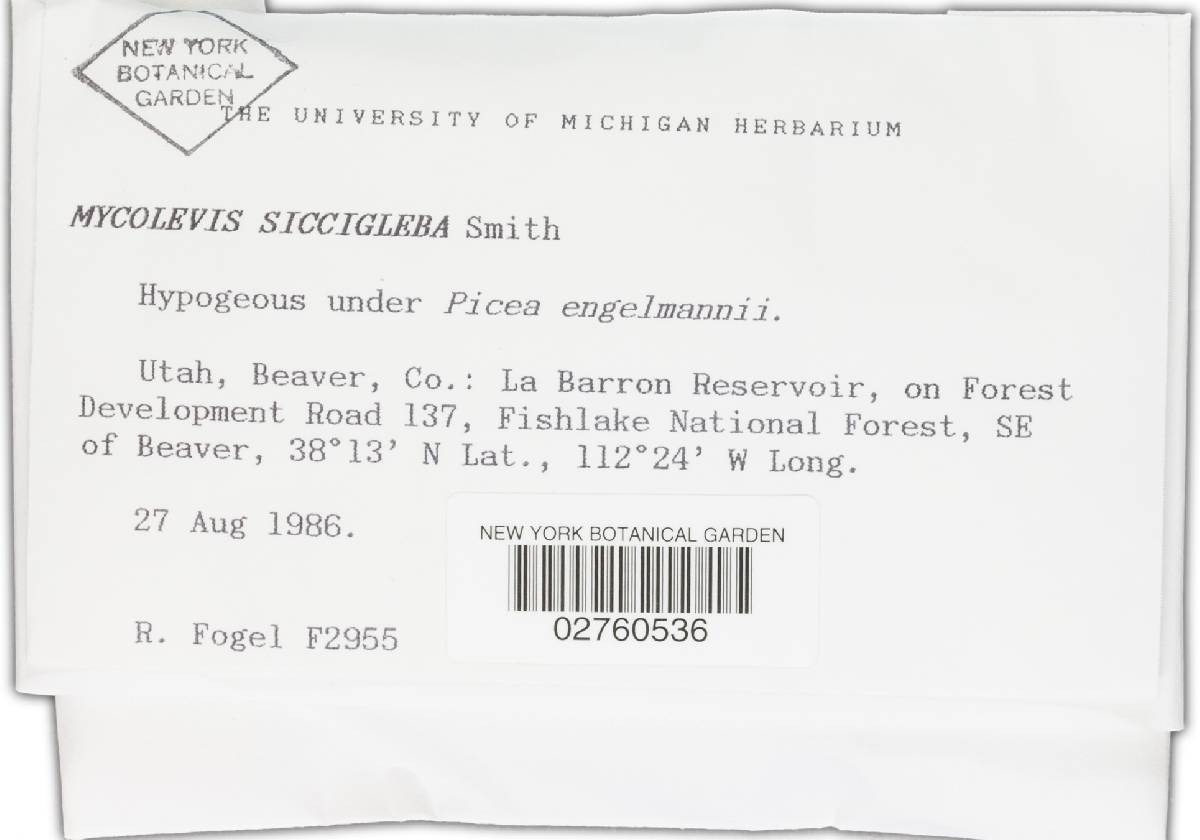 NEW YORK
BOTANICAL
GARDEN
THE UNIVERSITY OF MICHIGAN HERBARIUM
MYCOLEVIS SICCIGLEBA Smith
Hypogeous under Picea engelmannii.
Utah, Beaver, Co.: La Barron Reservoir, on Forest
Development Road 137, Fishlake National Forest, SE
of Beaver, 38°13' N Lat., 112°24' W Long.
27 Aug 1986.
NEW YORK BOTANICAL GARDEN
02760536
R. Fogel F2955